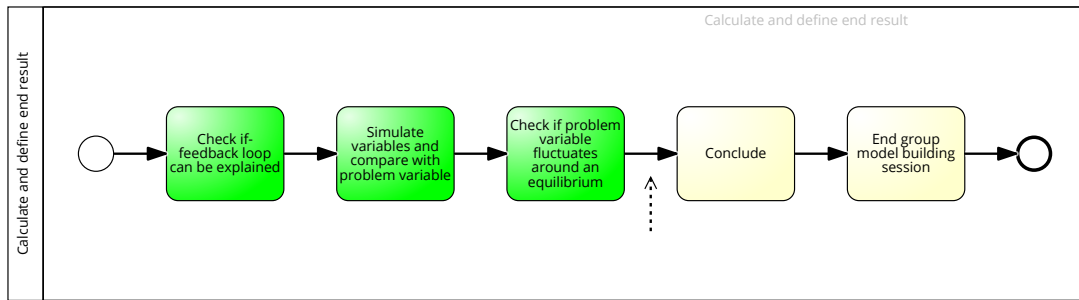 Calculate and define end result
Calculate and define end result
Check if-
feedback loop
can be explained
Simulate
variables and
compare with
problem variable
Check if problem
variable
fluctuates
around an
equilibrium
Conclude
End group
model building
session